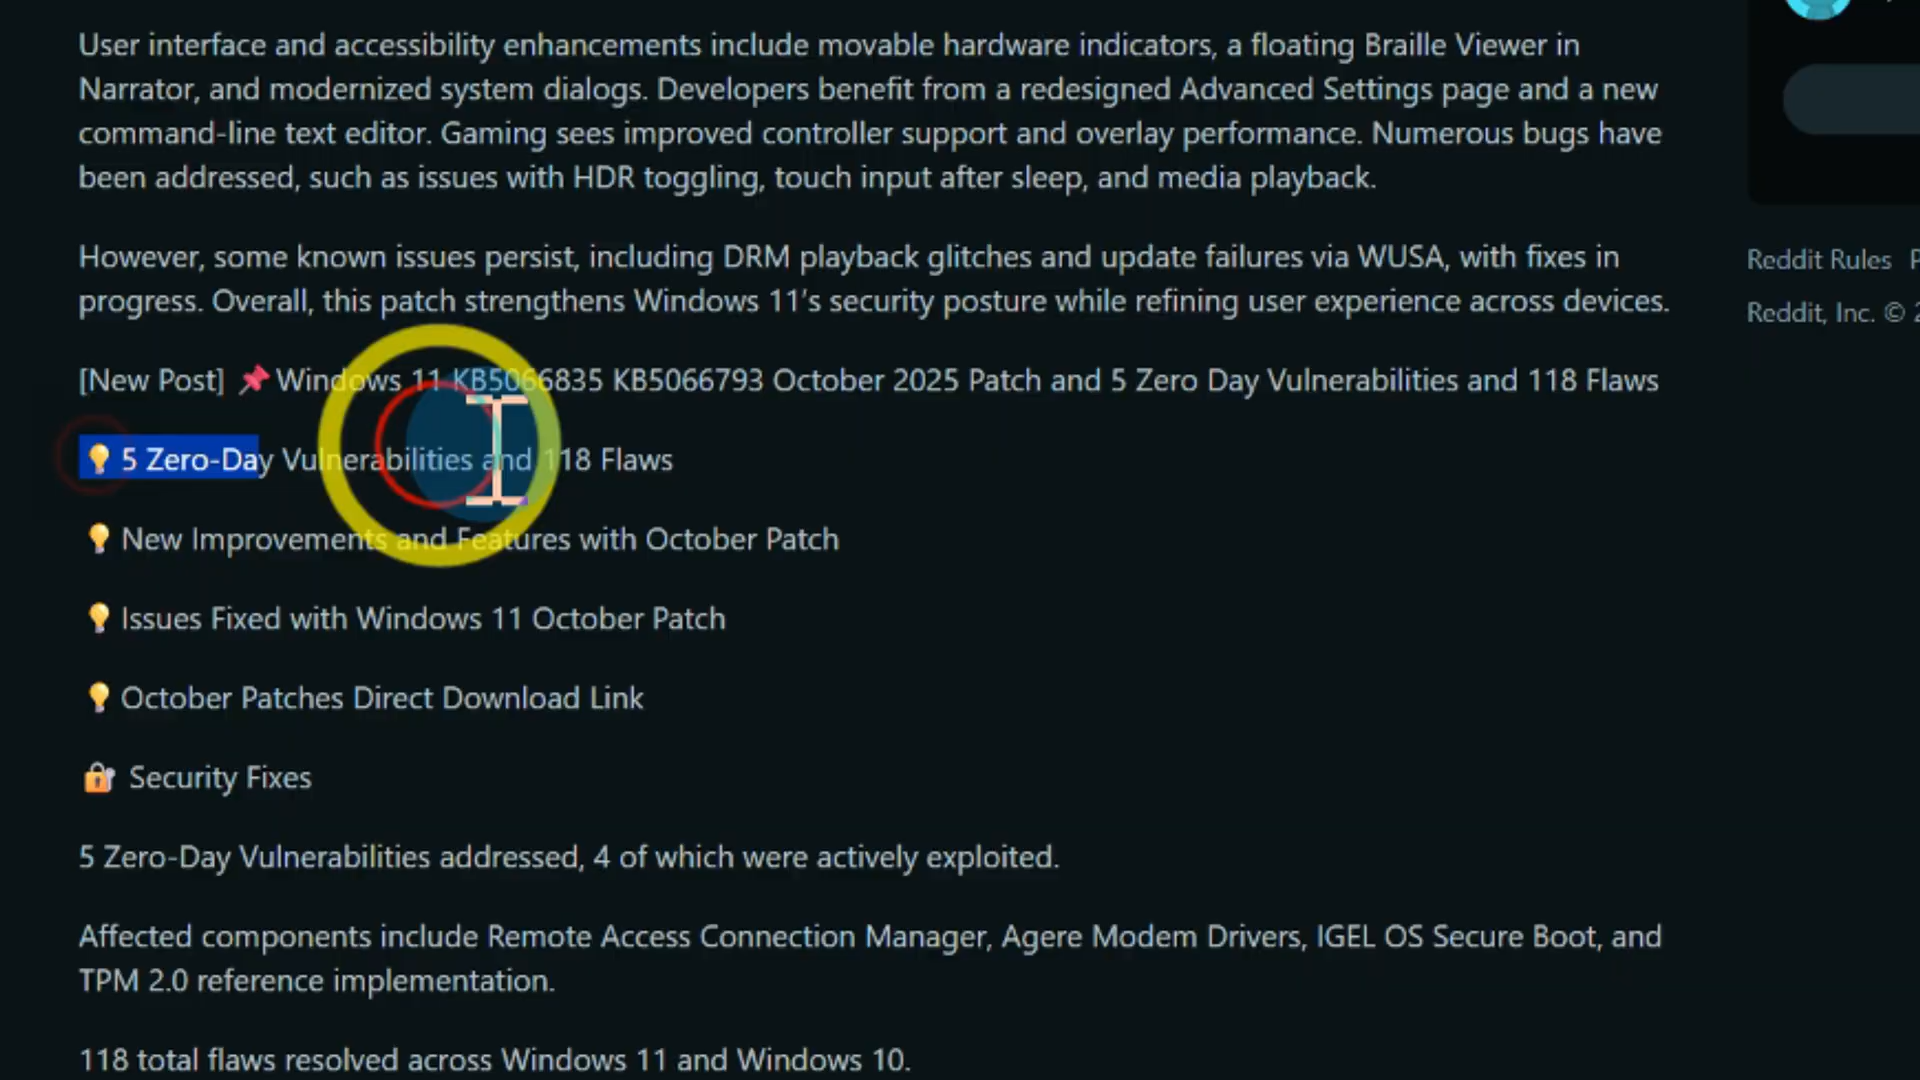 User interface and accessibility enhancements include movable hardware indicators, a floating Braille Viewer in
Narrator, and modernized system dialogs. Developers benefit from a redesigned Advanced Settings page and a new
command-line text editor. Gaming sees improved controller support and overlay performance. Numerous bugs have
been addressed, such as issues with HDR toggling, touch input after sleep, and media playback.
However, some known issues persist, including DRM playback glitches and update failures via WUSA, with fixes in
progress. Overall, this patch strengthens Windows 11's security posture while refining user experience across devices.
[New Post] 📌 Windows 11 KB5066835 KB5066793 October 2025 Patch and 5 Zero Day Vulnerabilities and 118 Flaws
💡 5 Zero-Day Vulnerabilities and 118 Flaws
💡 New Improvements and Features with October Patch
💡 Issues Fixed with Windows 11 October Patch
💡 October Patches Direct Download Link
🔐 Security Fixes
5 Zero-Day Vulnerabilities addressed, 4 of which were actively exploited.
Affected components include Remote Access Connection Manager, Agere Modem Drivers, IGEL OS Secure Boot, and
TPM 2.0 reference implementation.
118 total flaws resolved across Windows 11 and Windows 10.
Reddit Rules
Reddit, Inc. ©